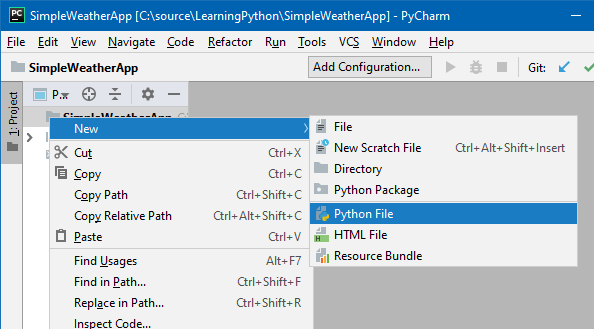 PC SimpleWeatherApp [C:\source\LearningPython\SimpleWeatherApp] - PyCharm
File Edit View Navigate Code Refactor Run Tools VCS Window Help
SimpleWeatherApp Add Configuration... Git:
1: Project
P...
SimpleWeatherApp
New
Cut Ctrl+X
Copy Ctrl+C
Copy Path Ctrl+Shift+C
Copy Relative Path Ctrl+Alt+Shift+C
Paste Ctrl+V
Find Usages Alt+F7
Find in Path... Ctrl+Shift+F
Replace in Path... Ctrl+Shift+R
Inspect Code...
File
New Scratch File Ctrl+Alt+Shift+Insert
Directory
Python Package
Python File
HTML File
Resource Bundle